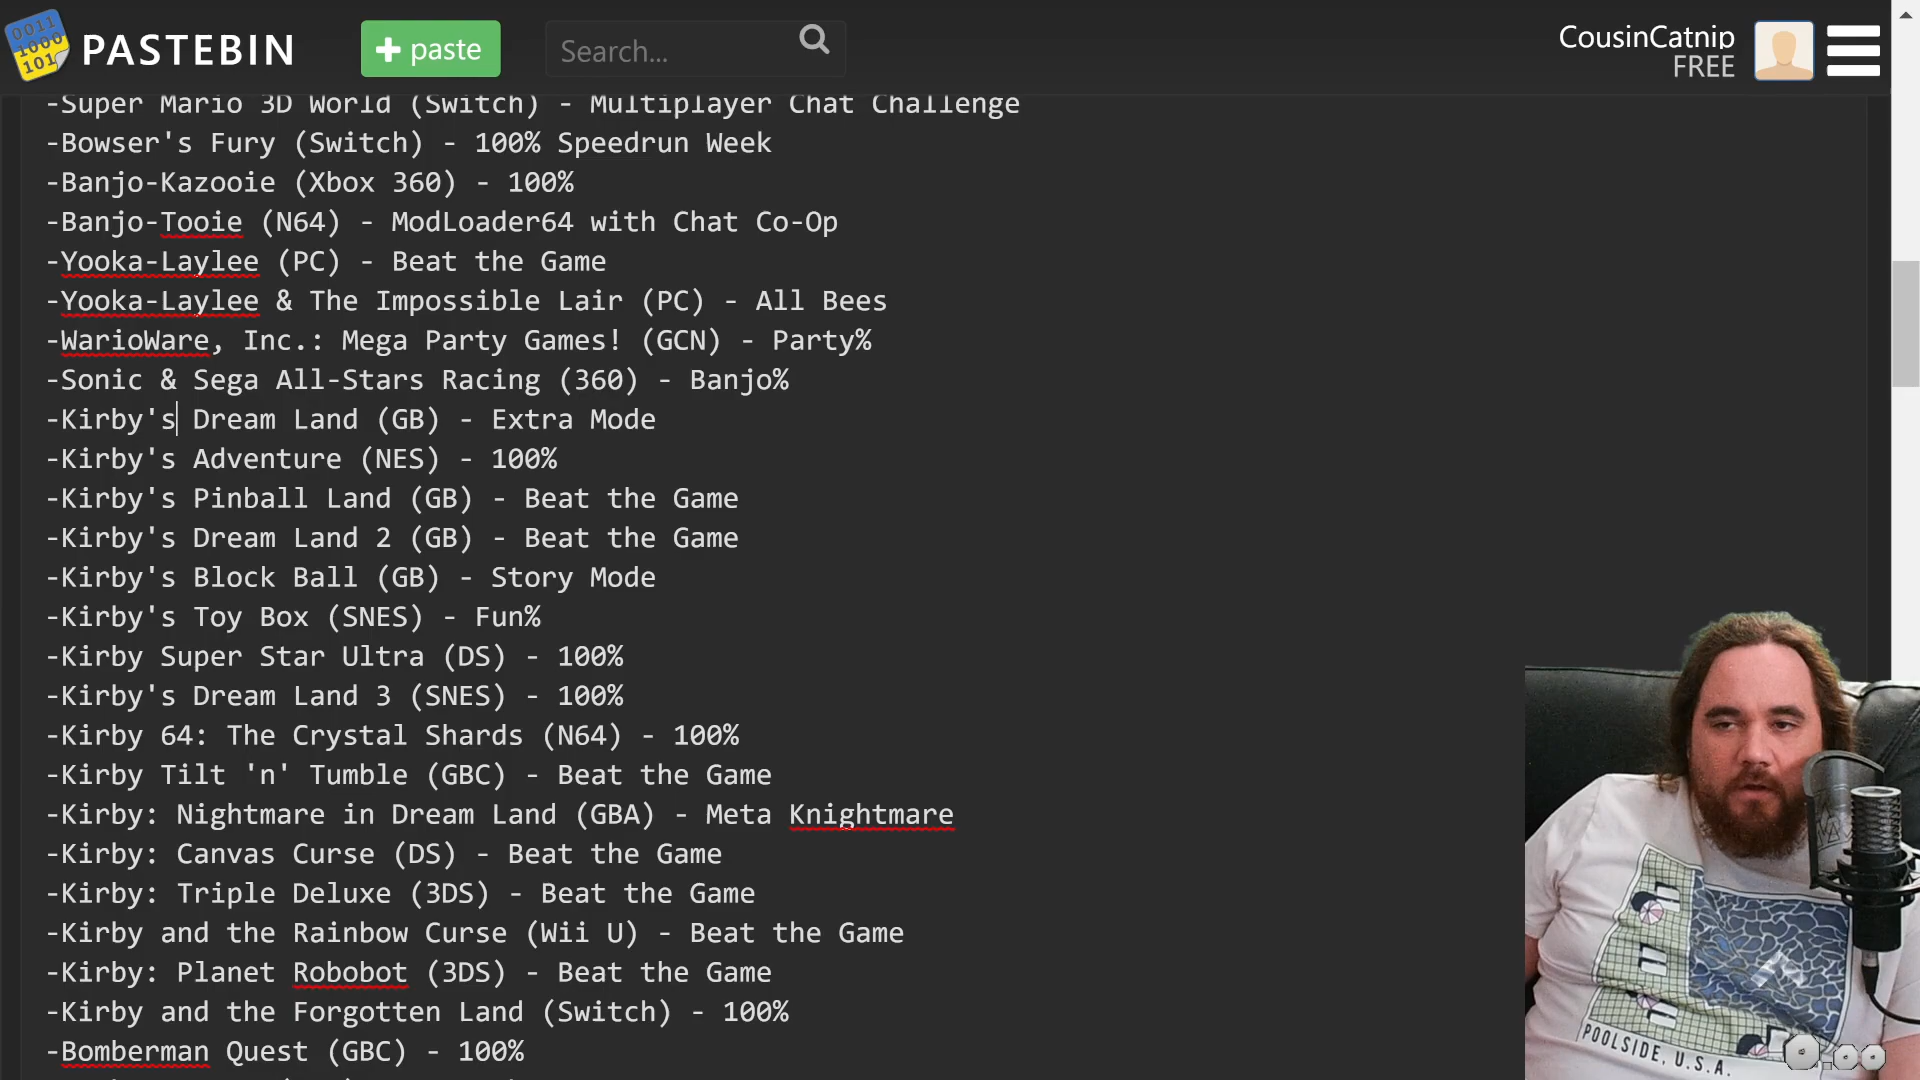 0011
1000
101
PASTEBIN
+ paste
Search...
CousinCatnip
FREE
-Super Mario 3D World (Switch) - Multiplayer Chat Challenge
-Bowser's Fury (Switch) - 100% Speedrun Week
-Banjo-Kazooie (Xbox 360) - 100%
-Banjo-Tooie (N64) - ModLoader64 with Chat Co-Op
-Yooka-Laylee (PC) - Beat the Game
-Yooka-Laylee & The Impossible Lair (PC) - All Bees
-WarioWare, Inc.: Mega Party Games! (GCN) - Party%
-Sonic & Sega All-Stars Racing (360) - Banjo%
-Kirby's Dream Land (GB) - Extra Mode
-Kirby's Adventure (NES) - 100%
-Kirby's Pinball Land (GB) - Beat the Game
-Kirby's Dream Land 2 (GB) - Beat the Game
-Kirby's Block Ball (GB) - Story Mode
-Kirby's Toy Box (SNES) - Fun%
-Kirby Super Star Ultra (DS) - 100%
-Kirby's Dream Land 3 (SNES) - 100%
-Kirby 64: The Crystal Shards (N64) - 100%
-Kirby Tilt 'n' Tumble (GBC) - Beat the Game
-Kirby: Nightmare in Dream Land (GBA) - Meta Knightmare
-Kirby: Canvas Curse (DS) - Beat the Game
-Kirby: Triple Deluxe (3DS) - Beat the Game
-Kirby and the Rainbow Curse (Wii U) - Beat the Game
-Kirby: Planet Robobot (3DS) - Beat the Game
-Kirby and the Forgotten Land (Switch) - 100%
-Bomberman Quest (GBC) - 100%
POOLSIDE, U.S.A.
0.00